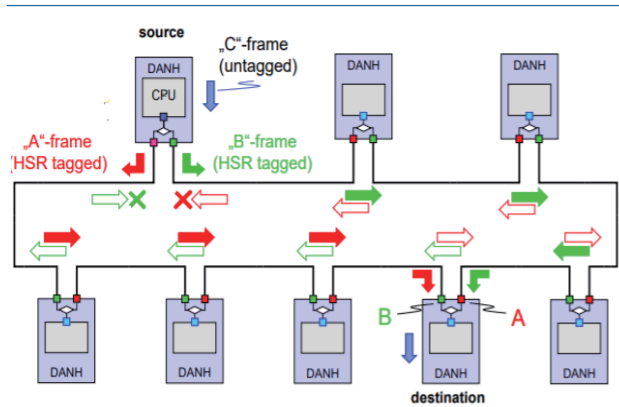 source
„C“-frame
(untagged)
DANH
CPU
DANH
DANH
„A“-frame
(HSR tagged)
„B“-frame
(HSR tagged)
B
A
DANH
DANH
DANH
DANH
DANH
destination